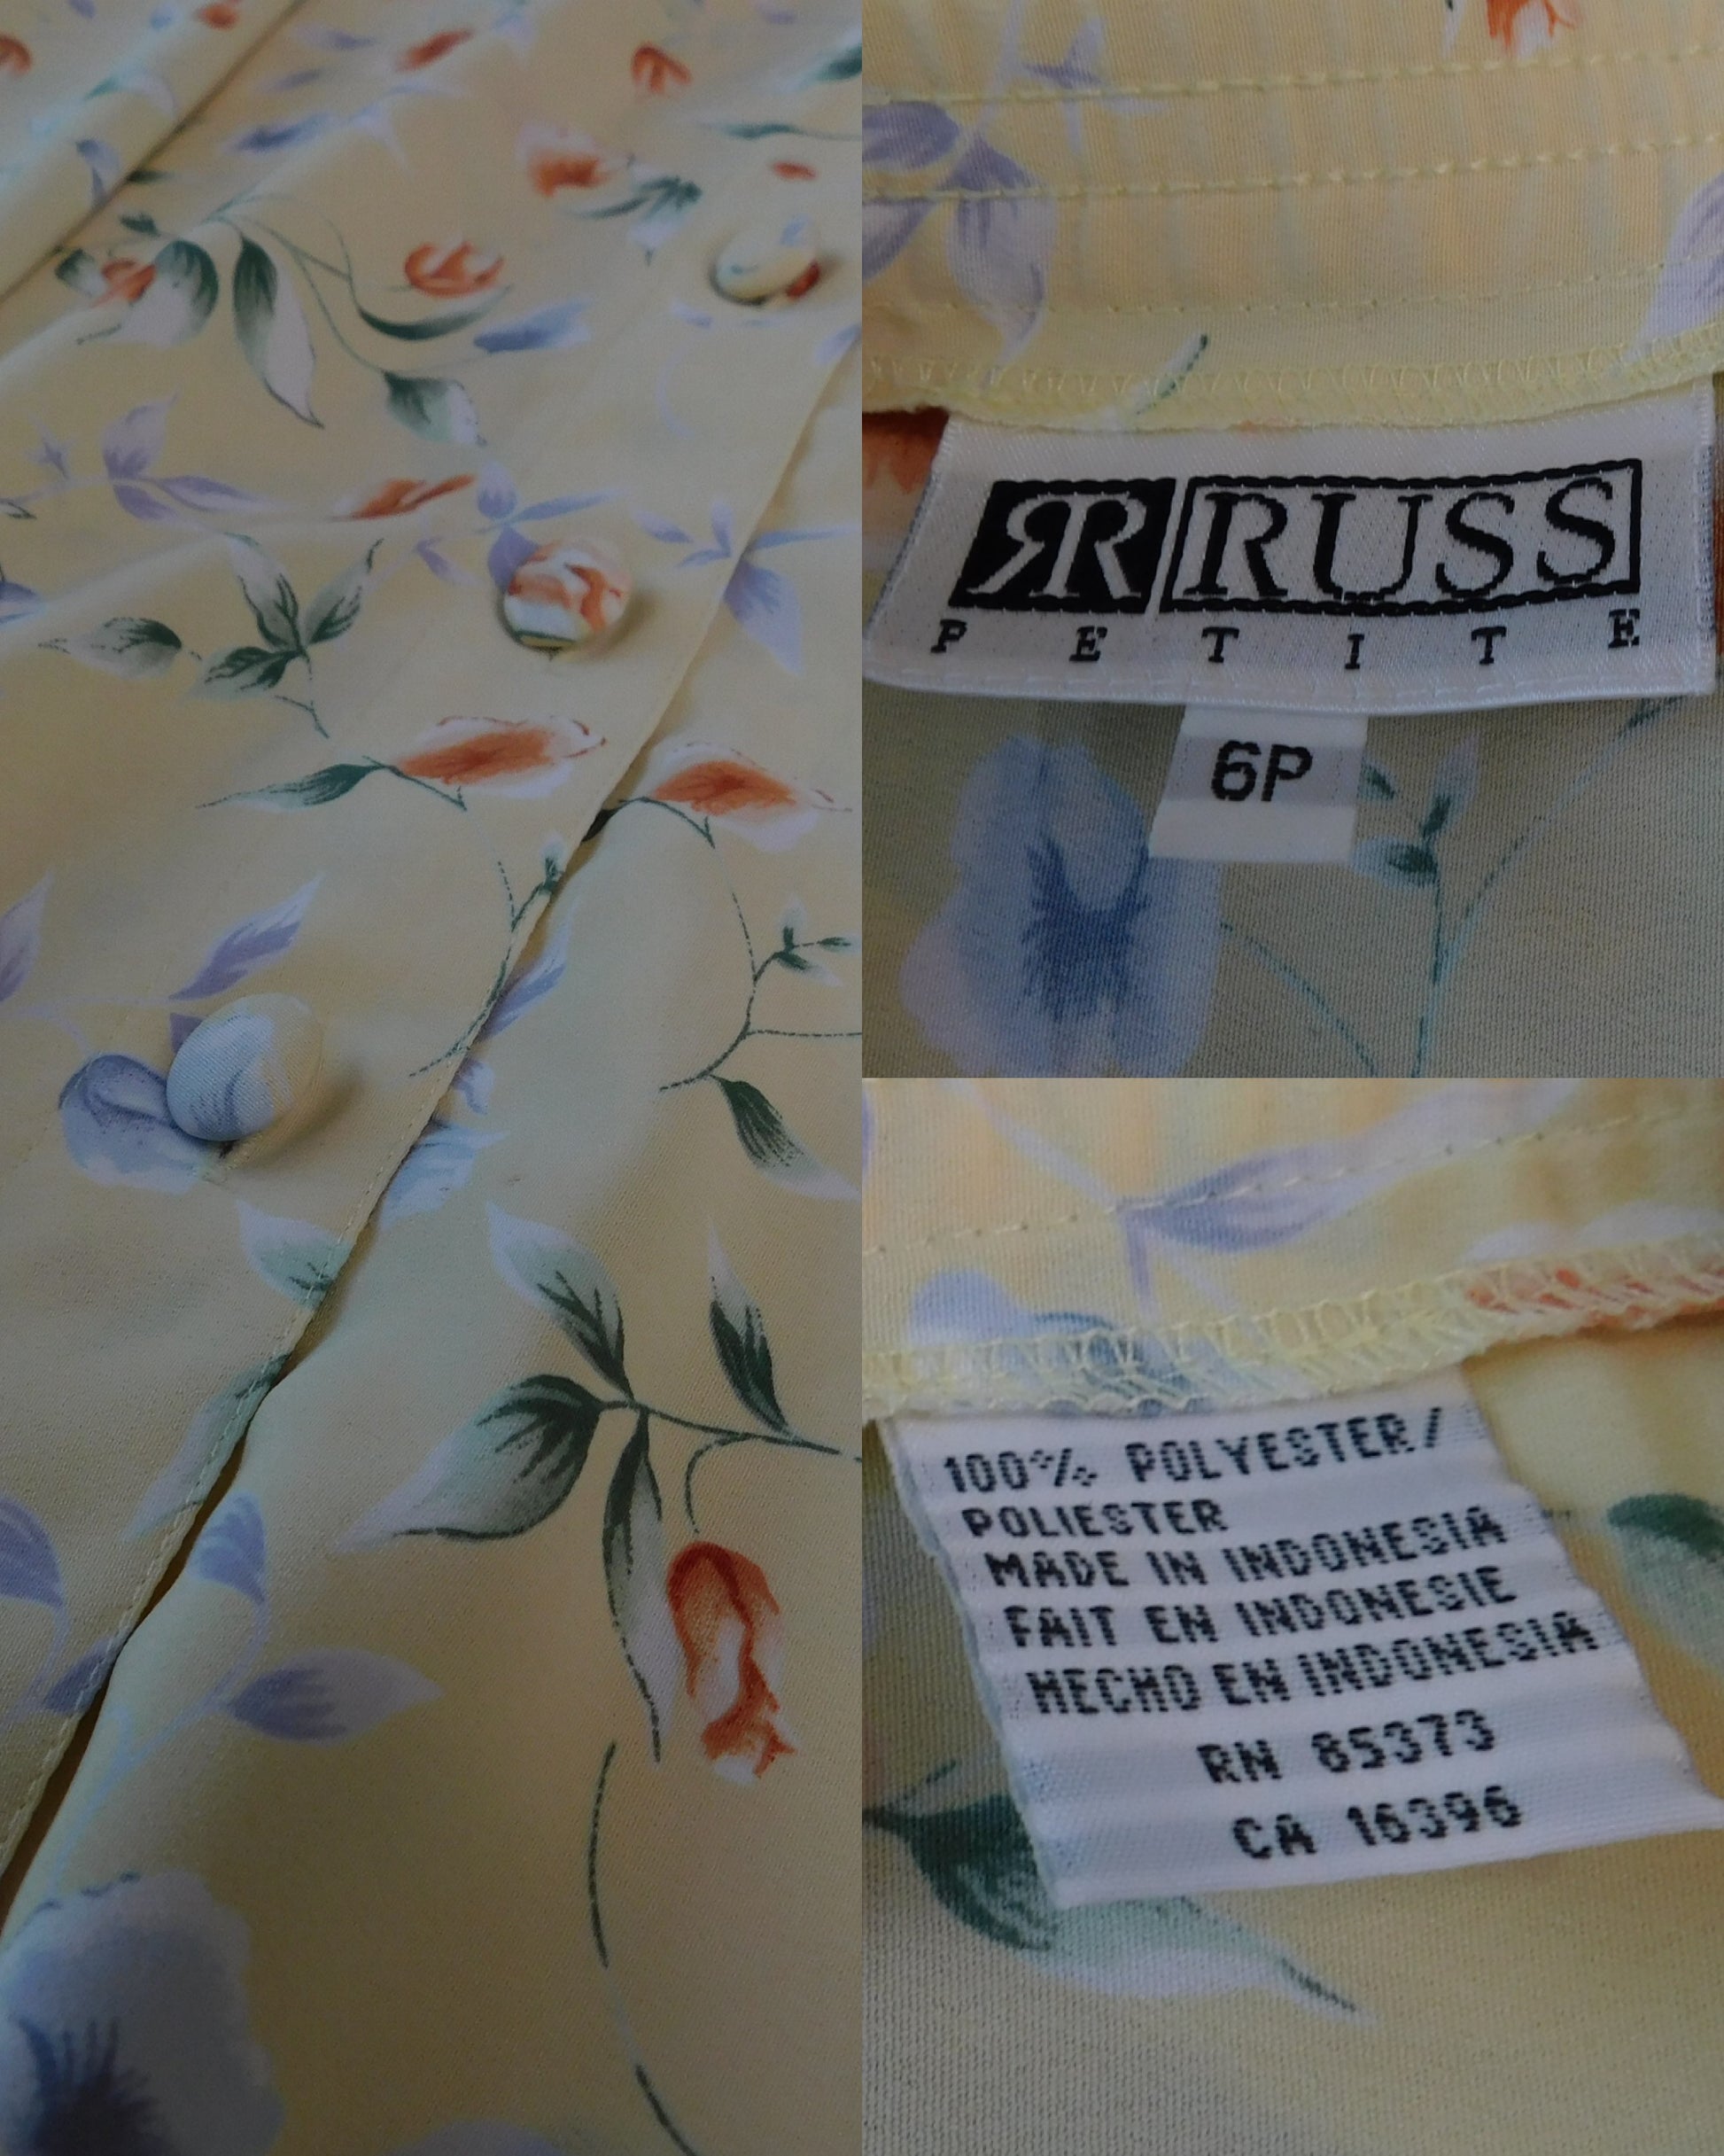 RR RUSS
PETITE
6P
100% POLYESTER/
POLIESTER
MADE IN INDONESIA
FAIT EN INDONESIE
HECHO EN INDONESIA
RN 85373
CA 16396